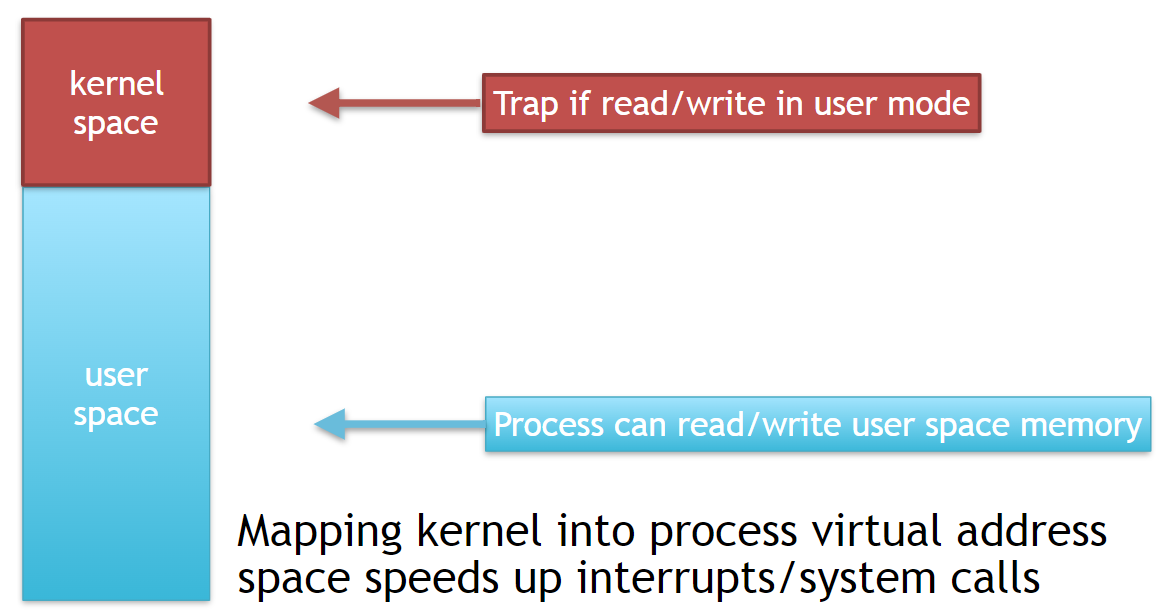 kernel
space
Trap if read/write in user mode
user
space
Process can read/write user space memory
Mapping kernel into process virtual address
space speeds up interrupts/system calls